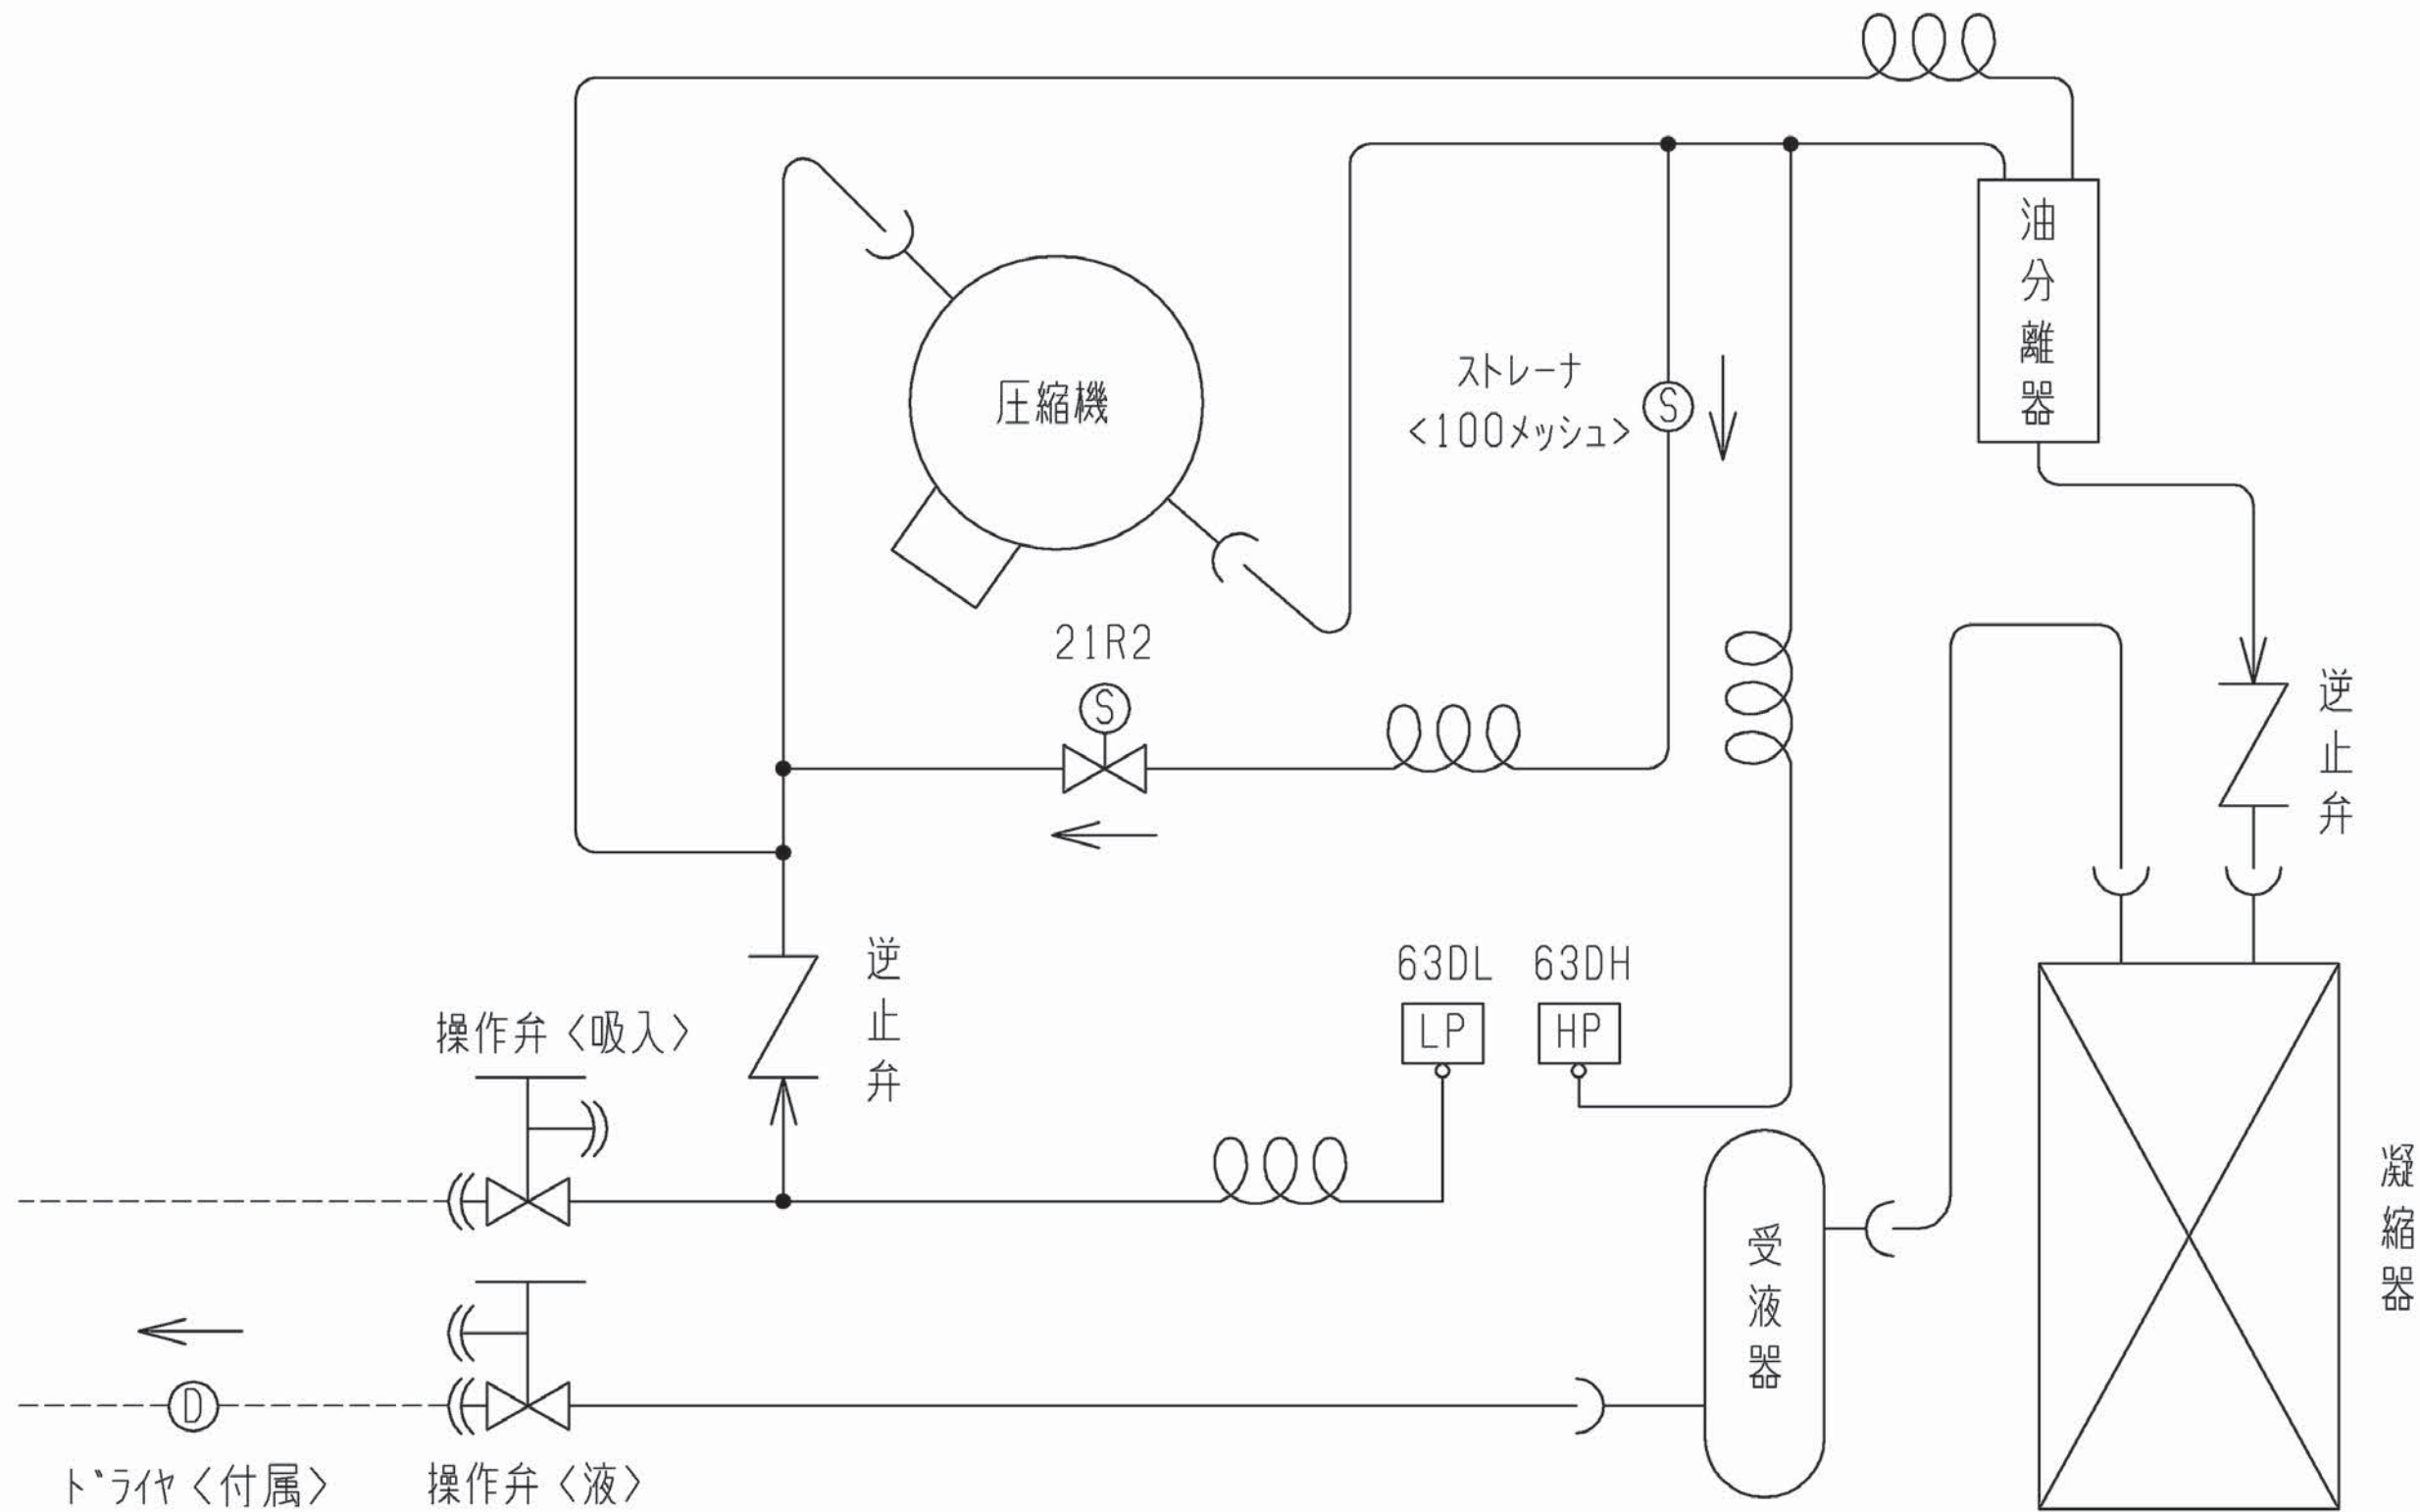 油分離器
圧縮機
ストレーナ
<100メッシュ>
S
21R2
S
逆止弁
逆止弁
63DL
63DH
LP
HP
操作弁〈吸入〉
受液器
凝縮器
D
ドライヤ〈付属〉
操作弁〈液〉